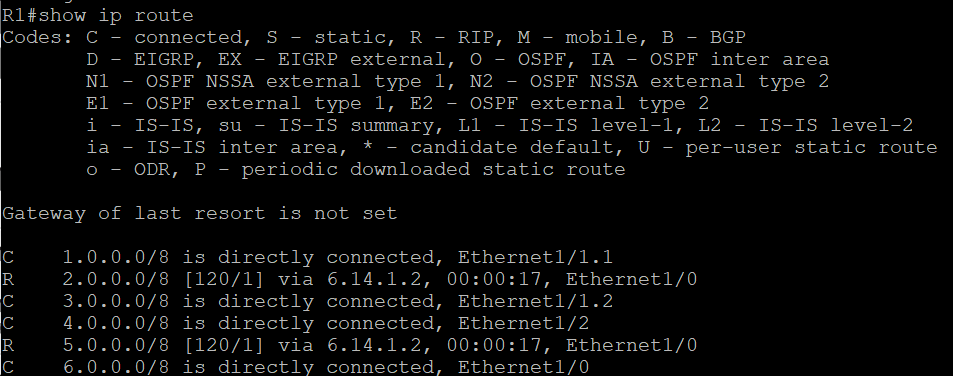 R1#show ip route
Codes: C - connected, S - static, R - RIP, M - mobile, B - BGP
       D - EIGRP, EX - EIGRP external, O - OSPF, IA - OSPF inter area
       N1 - OSPF NSSA external type 1, N2 - OSPF NSSA external type 2
       E1 - OSPF external type 1, E2 - OSPF external type 2
       i - IS-IS, su - IS-IS summary, L1 - IS-IS level-1, L2 - IS-IS level-2
       ia - IS-IS inter area, * - candidate default, U - per-user static route
       o - ODR, P - periodic downloaded static route
Gateway of last resort is not set
C    1.0.0.0/8 is directly connected, Ethernet1/1.1
R    2.0.0.0/8 [120/1] via 6.14.1.2, 00:00:17, Ethernet1/0
C    3.0.0.0/8 is directly connected, Ethernet1/1.2
C    4.0.0.0/8 is directly connected, Ethernet1/2
R    5.0.0.0/8 [120/1] via 6.14.1.2, 00:00:17, Ethernet1/0
C    6.0.0.0/8 is directly connected, Ethernet1/0